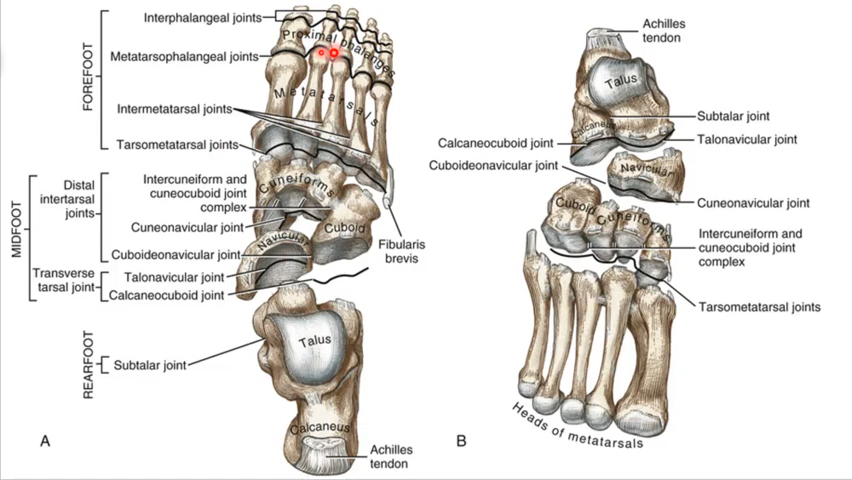 FOREFOOT
Interphalangeal joints
Proximal phalanges
Metatarsophalangeal joints
Metatarsals
Intermetatarsal joints
Tarsometatarsal joints
MIDFOOT
Distal
intertarsal
joints
Intercuneiform and
cuneocuboid joint
complex
Cuneiforms
Cuneonavicular joint
Cuboid
Navicular
Cuboideonavicular joint
Fibularis
brevis
Transverse
tarsal joint
Talonavicular joint
Calcaneocuboid joint
REARFOOT
Talus
Subtalar joint
Calcaneus
Achilles
tendon
A
Achilles
tendon
Talus
Subtalar joint
Calcaneus
Calcaneocuboid joint
Talonavicular joint
Cuboideonavicular joint
Navicular
Cuneonavicular joint
Cuboid
Cuneiforms
Intercuneiform and
cuneocuboid joint
complex
Tarsometatarsal joints
Heads of metatarsals
B